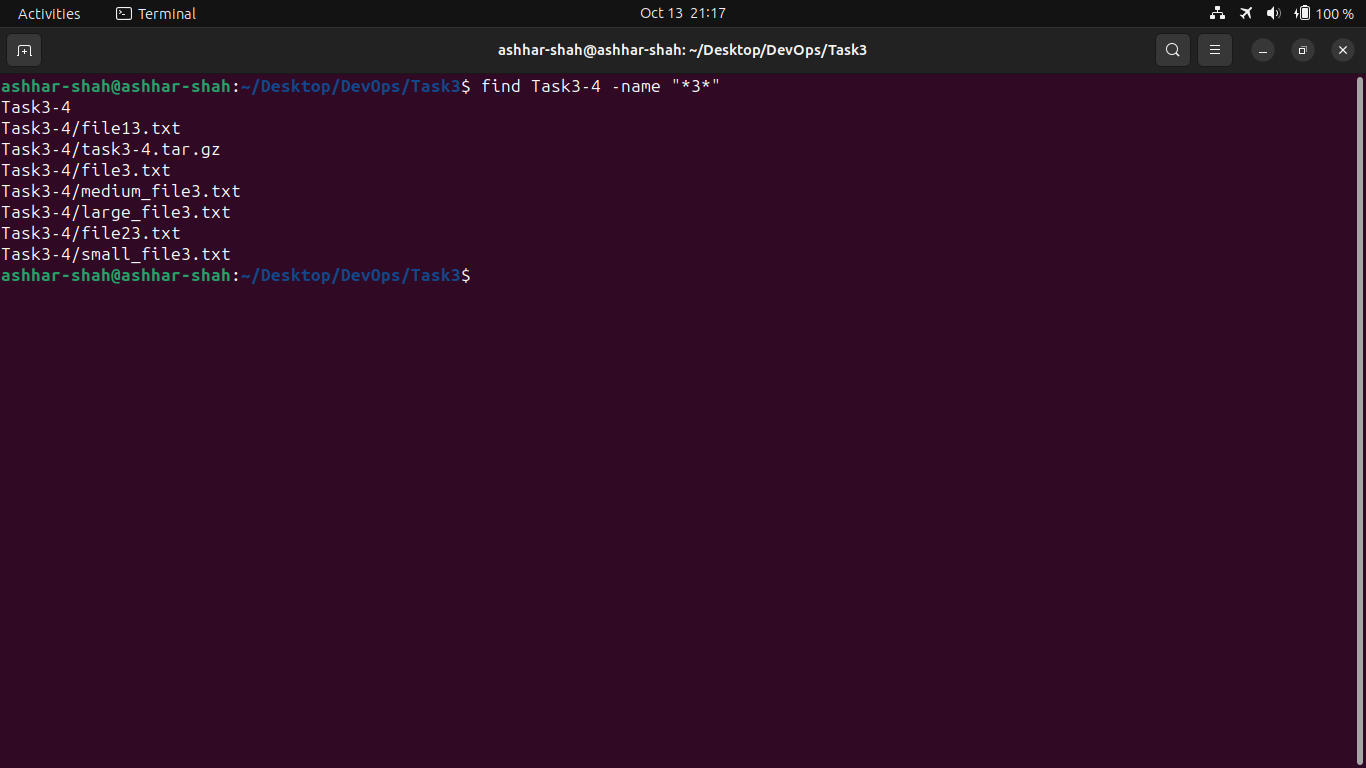 Activities Terminal Oct 13 21:17 100 %
ashhar-shah@ashhar-shah: ~/Desktop/DevOps/Task3
ashhar-shah@ashhar-shah:~/Desktop/DevOps/Task3$ find Task3-4 -name "*3*"
Task3-4
Task3-4/file13.txt
Task3-4/task3-4.tar.gz
Task3-4/file3.txt
Task3-4/medium_file3.txt
Task3-4/large_file3.txt
Task3-4/file23.txt
Task3-4/small_file3.txt
ashhar-shah@ashhar-shah:~/Desktop/DevOps/Task3$